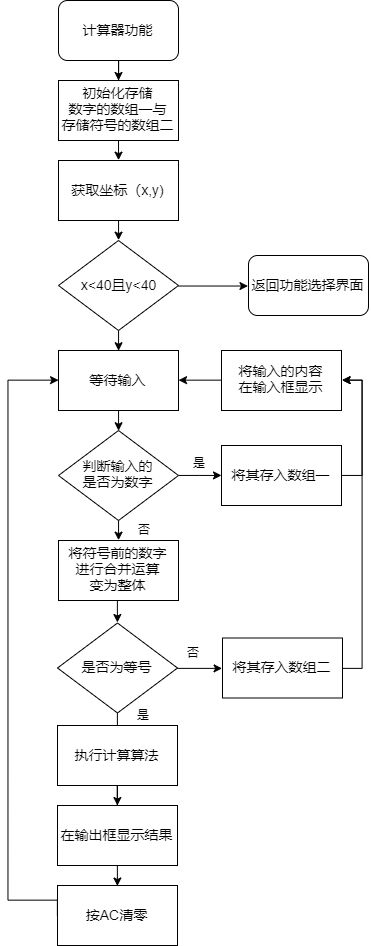 计算器功能
初始化存储
数字的数组一与
存储符号的数组二
获取坐标（x,y)
x<40且y<40
返回功能选择界面
等待输入
将输入的内容
在输入框显示
判断输入的
是否为数字
是
将其存入数组一
否
将符号前的数字
进行合并运算
变为整体
是否为等号
否
将其存入数组二
是
执行计算算法
在输出框显示结果
按AC清零